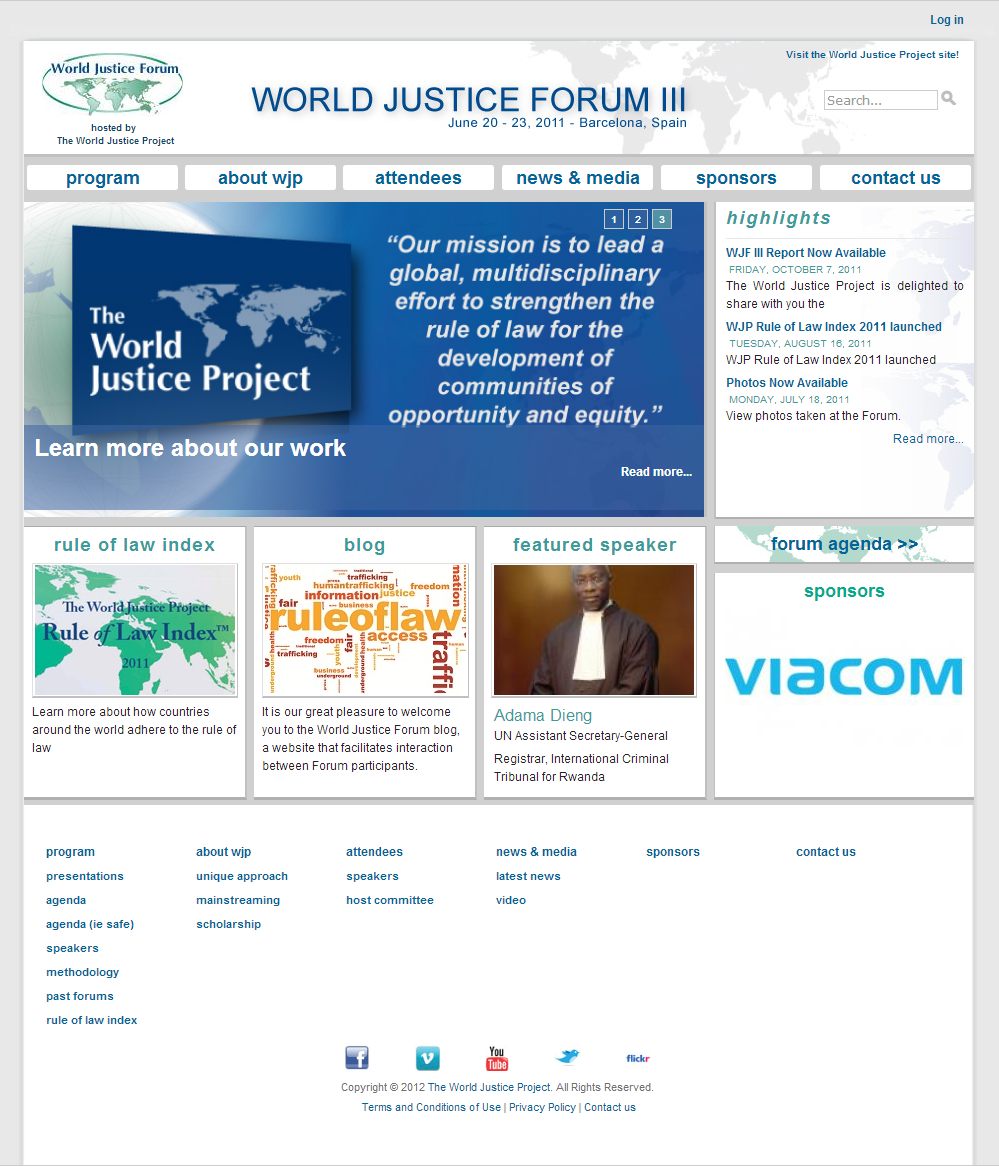 Log in
World Justice Forum
hosted by
The World Justice Project
WORLD JUSTICE FORUM III
June 20 - 23, 2011 - Barcelona, Spain
Visit the World Justice Project site!
Search...
program
about wjp
attendees
news & media
sponsors
contact us
1 2 3
The
World
Justice Project
“Our mission is to lead a
global, multidisciplinary
effort to strengthen the
rule of law for the
development of
communities of
opportunity and equity.”
Learn more about our work
Read more...
highlights
WJF III Report Now Available
FRIDAY, OCTOBER 7, 2011
The World Justice Project is delighted to
share with you the
WJP Rule of Law Index 2011 launched
TUESDAY, AUGUST 16, 2011
WJP Rule of Law Index 2011 launched
Photos Now Available
MONDAY, JULY 18, 2011
View photos taken at the Forum.
Read more...
rule of law index
The World Justice Project
Rule of Law Index™
2011
Learn more about how countries
around the world adhere to the rule of
law
blog
trafficking
youth
press
trafficking
humantrafficking
freedom
information
justice
fair
business
ruleoflaw
freedom
access
fair
trafficking
youth
business
underground
underground
health
human
traffic
mation
It is our great pleasure to welcome
you to the World Justice Forum blog,
a website that facilitates interaction
between Forum participants.
featured speaker
Adama Dieng
UN Assistant Secretary-General
Registrar, International Criminal
Tribunal for Rwanda
forum agenda >>
sponsors
VIACOM
program
presentations
agenda
agenda (ie safe)
speakers
methodology
past forums
rule of law index
about wjp
unique approach
mainstreaming
scholarship
attendees
speakers
host committee
news & media
latest news
video
sponsors
contact us
f
v
You
Tube
flickr
Copyright © 2012 The World Justice Project. All Rights Reserved.
Terms and Conditions of Use | Privacy Policy | Contact us